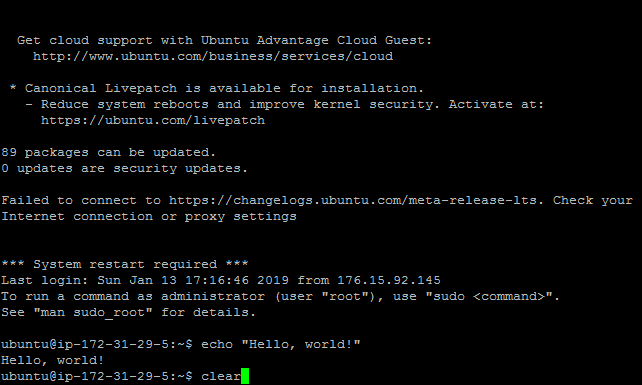 Get cloud support with Ubuntu Advantage Cloud Guest:
http://www.ubuntu.com/business/services/cloud
* Canonical Livepatch is available for installation.
- Reduce system reboots and improve kernel security. Activate at:
https://ubuntu.com/livepatch
89 packages can be updated.
0 updates are security updates.
Failed to connect to https://changelogs.ubuntu.com/meta-release-lts. Check your
Internet connection or proxy settings
*** System restart required ***
Last login: Sun Jan 13 17:16:46 2019 from 176.15.92.145
To run a command as administrator (user "root"), use "sudo <command>".
See "man sudo_root" for details.
ubuntu@ip-172-31-29-5:~$ echo "Hello, world!"
Hello, world!
ubuntu@ip-172-31-29-5:~$ clear